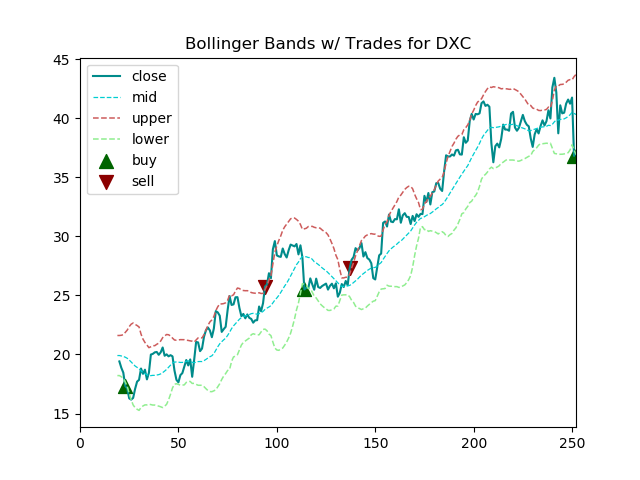 Bollinger Bands w/ Trades for DXC
45
40
35
30
25
20
15
0 50 100 150 200 250
close
mid
upper
lower
buy
sell